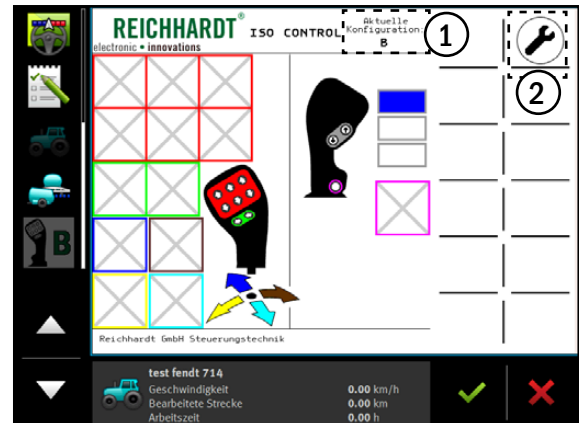 REICHHARDT®
electronic • innovations
ISO CONTROL
Aktuelle
Konfiguration:
B
1
2
B
Reichhardt GmbH Steuerungstechnik
test fendt 714
Geschwindigkeit 0.00 km/h
Bearbeitete Strecke 0.00 km
Arbeitszeit 0.00 h